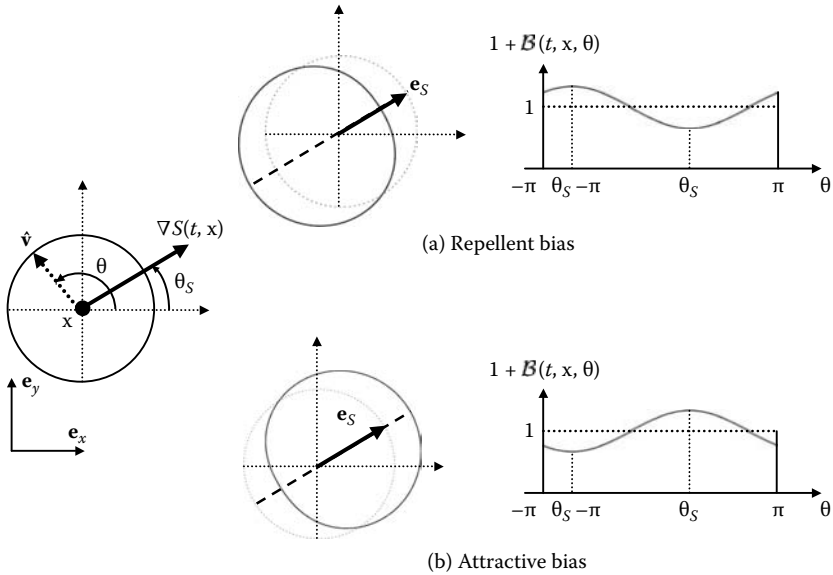 1 + ℬ(t, x, θ)
e_S
1
−π
θ_S −π
θ_S
π
θ
(a) Repellent bias
∇S(t, x)
v̂
θ
θ_S
x
e_y
e_x
1 + ℬ(t, x, θ)
e_S
1
−π
θ_S −π
θ_S
π
θ
(b) Attractive bias